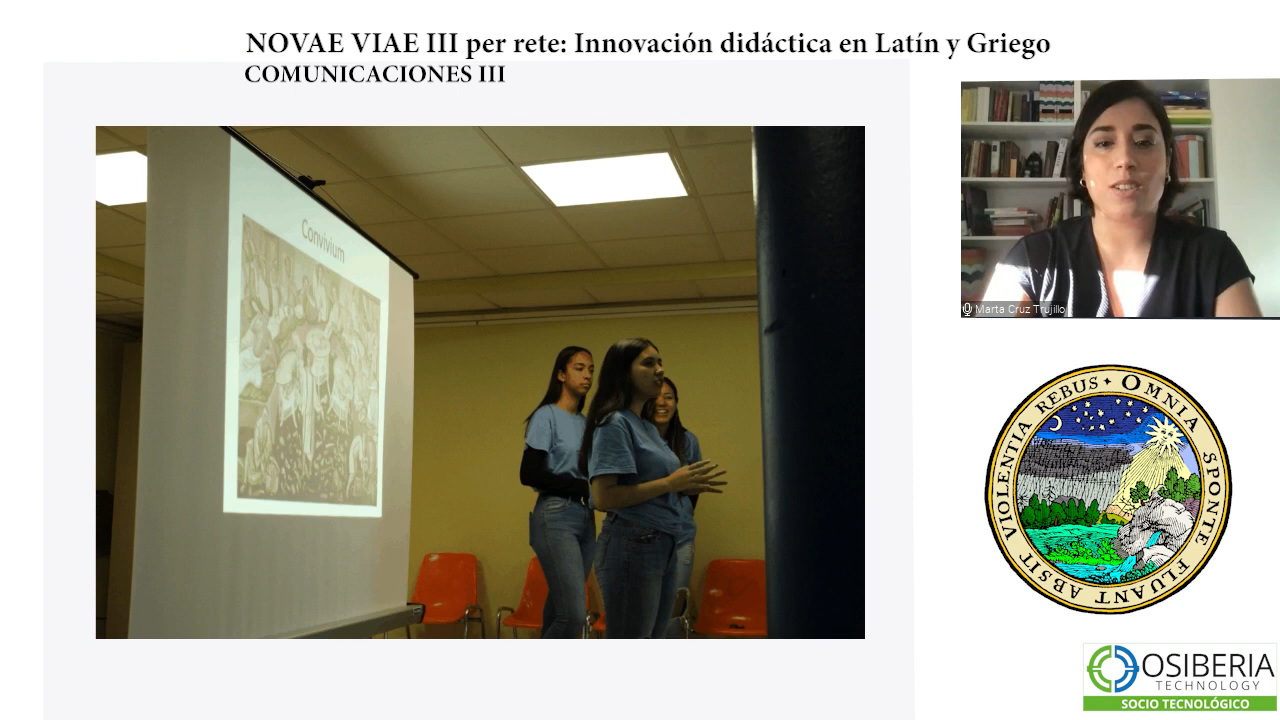 NOVAE VIAE III per rete: Innovación didáctica en Latín y Griego
COMUNICACIONES III
Convivium
Marta Cruz Trujillo
OMNIA SPONTE FLUANT ABSIT VIOLENTIA REBUS
OSIBERIA
TECHNOLOGY
SOCIO TECNOLÓGICO